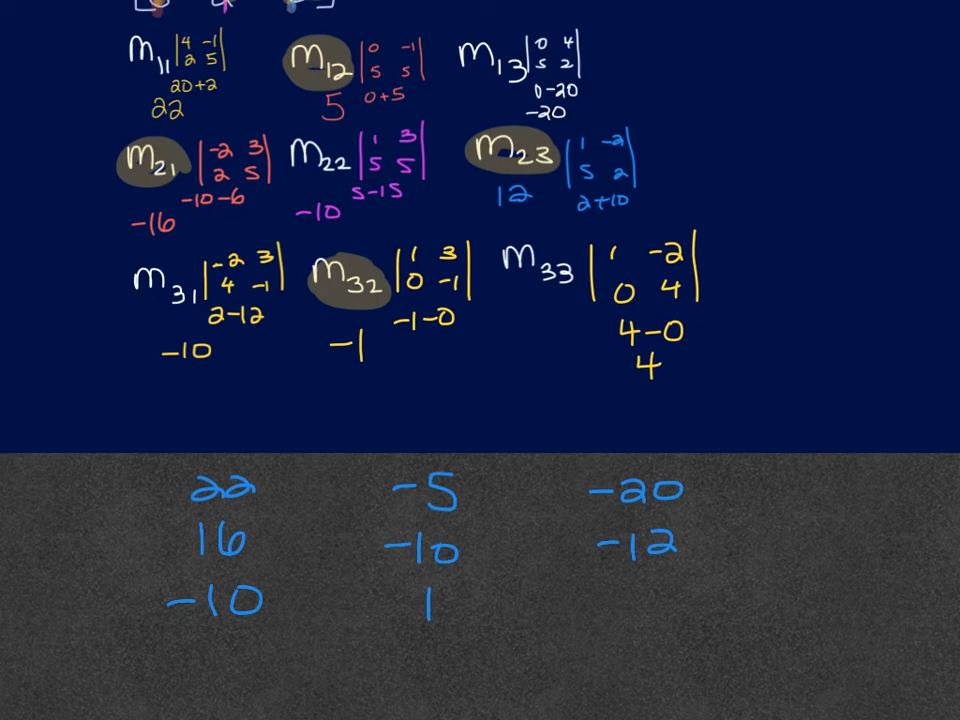 m11 |4 -1| m12 |0 -1| m13 |0 4|
|2 5| |5 5| |5 2|
20+2 0+5 0-20
22 5 -20
m21 |-2 3| m22 |1 3| m23 |1 -2|
|2 5| |5 5| |5 2|
-10-6 5-15 2+10
-16 -10 12
m31 |-2 3| m32 |1 3| m33 |1 -2|
|4 -1| |0 -1| |0 4|
2-12 -1-0 4-0
-10 -1 4
22 -5 -20
16 -10 -12
-10 1